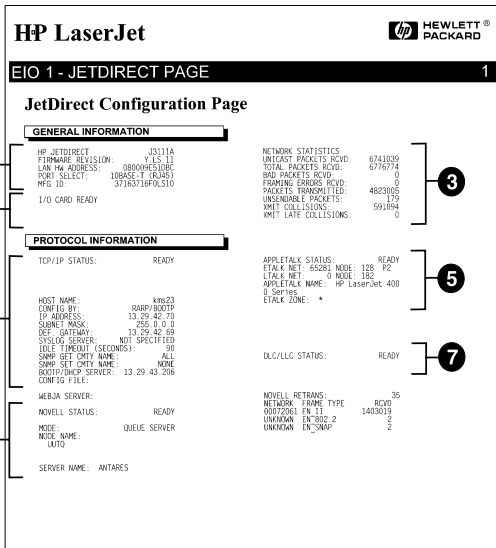 HP LaserJet
hp HEWLETT ®
PACKARD
EIO 1 - JETDIRECT PAGE 1
JetDirect Configuration Page
GENERAL INFORMATION
HP JETDIRECT J3111A
FIRMWARE REVISION: Y.LS.11
LAN HW ADDRESS: 080009E51DBC
PORT SELECT: 10BASE-T (RJ45)
MFG ID: 37163716F0LS10
I/O CARD READY
NETWORK STATISTICS
UNICAST PACKETS RCVD: 6741039
TOTAL PACKETS RCVD: 6776774
BAD PACKETS RCVD: 0
FRAMING ERRORS RCVD: 0
PACKETS TRANSMITTED: 4823005
UNSENDABLE PACKETS: 179
XMIT COLLISIONS: 591094
XMIT LATE COLLISIONS: 0
3
PROTOCOL INFORMATION
TCP/IP STATUS: READY
HOST NAME: kms23
CONFIG BY: RARP/BOOTP
IP ADDRESS: 13.29.42.70
SUBNET MASK: 255.0.0.0
DEF. GATEWAY: 13.29.42.69
SYSLOG SERVER: NOT SPECIFIED
IDLE TIMEOUT (SECONDS): 90
SNMP GET CMTY NAME: ALL
SNMP SET CMTY NAME: NONE
BOOTP/DHCP SERVER: 13.29.43.206
CONFIG FILE:
APPLETALK STATUS: READY
ETALK NET: 65281 NODE: 128 P2
LTALK NET: 0 NODE: 182
APPLETALK NAME: HP LaserJet 400
0 Series
ETALK ZONE: *
5
DLC/LLC STATUS: READY
7
WEBJA SERVER:
NOVELL STATUS: READY
MODE: QUEUE SERVER
NODE NAME:
UUTQ
SERVER NAME: ANTARES
NOVELL RETRANS: 35
NETWORK FRAME TYPE RCVD
00072061 EN_II 1403019
UNKNOWN EN_802.2 2
UNKNOWN EN_SNAP 2